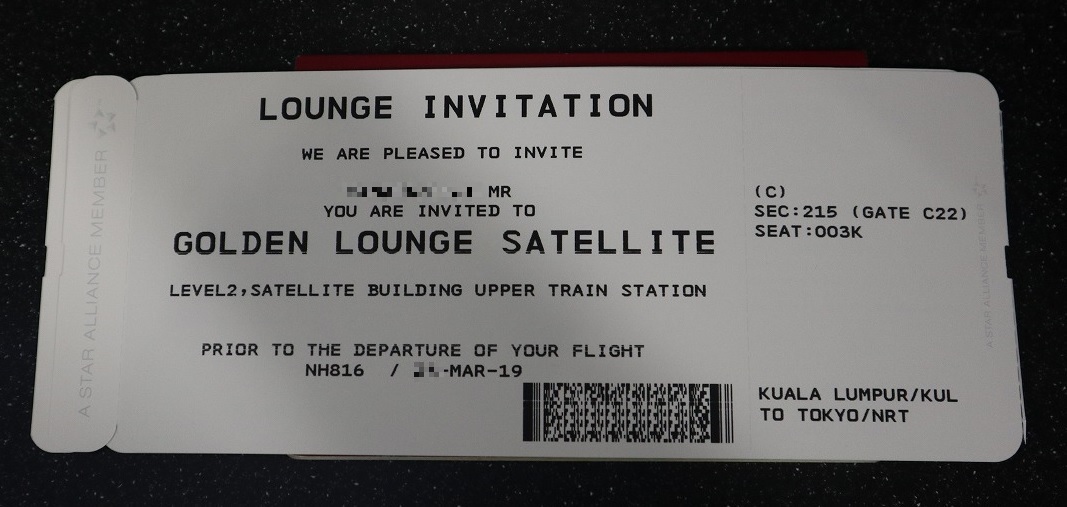 LOUNGE INVITATION
WE ARE PLEASED TO INVITE
MR
YOU ARE INVITED TO
GOLDEN LOUNGE SATELLITE
LEVEL2,SATELLITE BUILDING UPPER TRAIN STATION
PRIOR TO THE DEPARTURE OF YOUR FLIGHT
NH816 / -MAR-19
(C)
SEC:215 (GATE C22)
SEAT:003K
KUALA LUMPUR/KUL
TO TOKYO/NRT
A STAR ALLIANCE MEMBER
A STAR ALLIANCE MEMBER